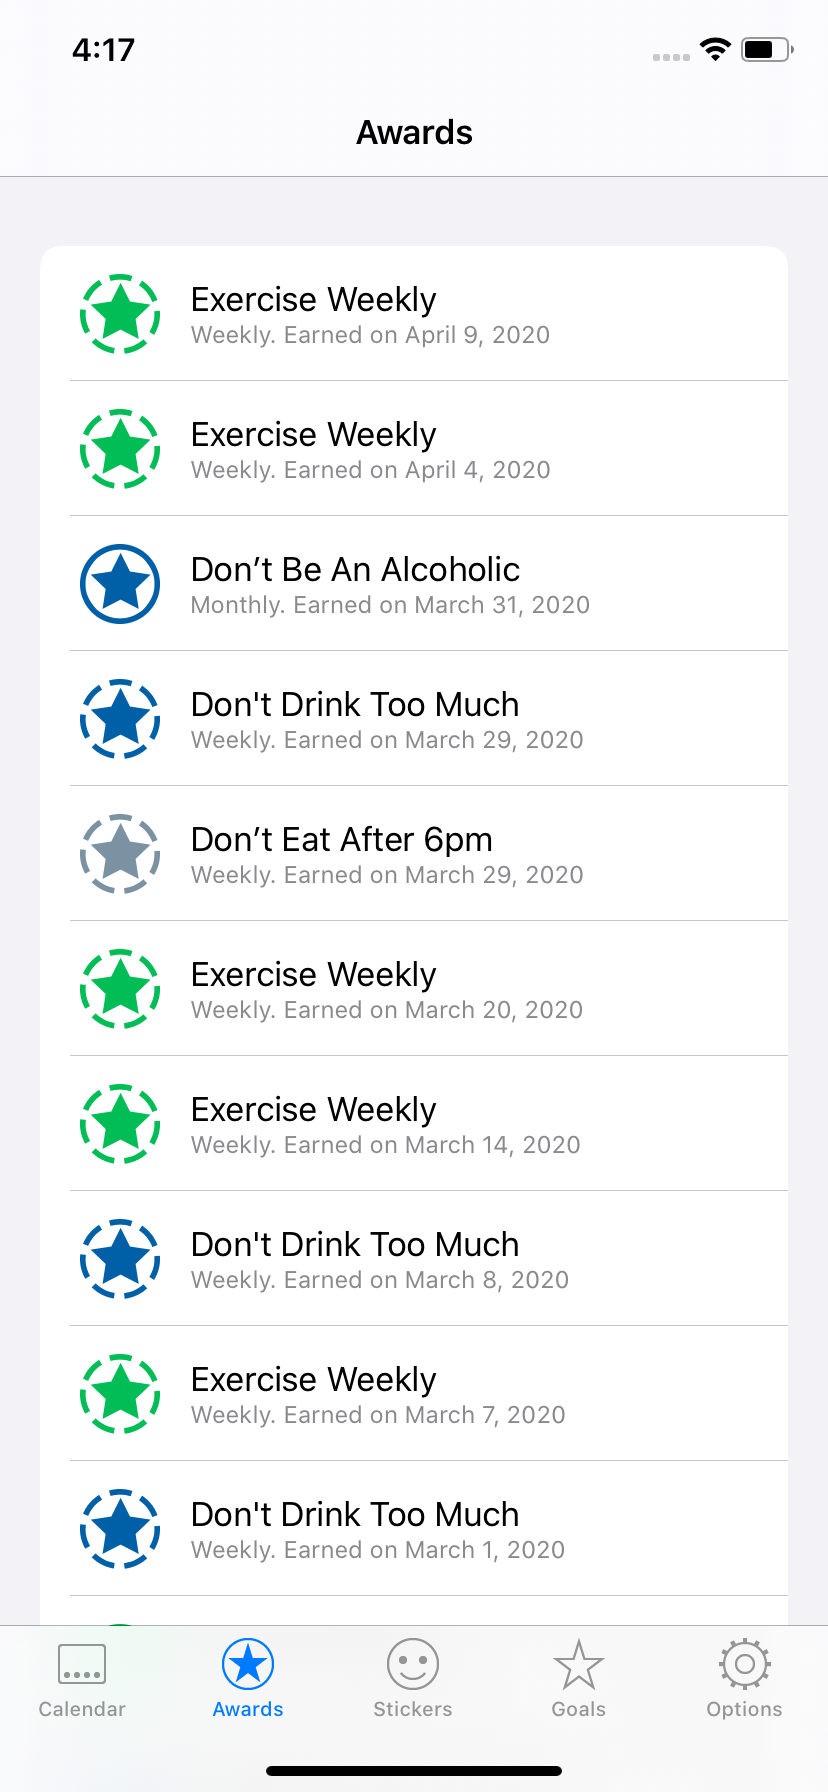 4:17
Awards
Exercise Weekly
Weekly. Earned on April 9, 2020
Exercise Weekly
Weekly. Earned on April 4, 2020
Don’t Be An Alcoholic
Monthly. Earned on March 31, 2020
Don't Drink Too Much
Weekly. Earned on March 29, 2020
Don’t Eat After 6pm
Weekly. Earned on March 29, 2020
Exercise Weekly
Weekly. Earned on March 20, 2020
Exercise Weekly
Weekly. Earned on March 14, 2020
Don't Drink Too Much
Weekly. Earned on March 8, 2020
Exercise Weekly
Weekly. Earned on March 7, 2020
Don't Drink Too Much
Weekly. Earned on March 1, 2020
Calendar Awards Stickers Goals Options